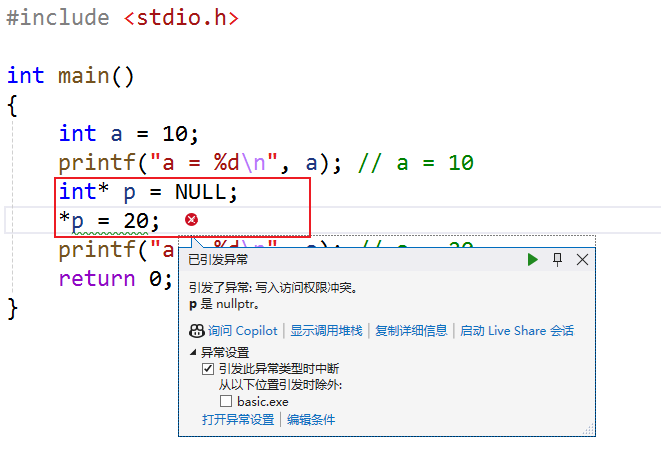 #include <stdio.h>
int main()
{
int a = 10;
printf("a = %d\n", a); // a = 10
int* p = NULL;
*p = 20;
printf("a
return 0;
}
已引发异常
引发了异常: 写入访问权限冲突。
p 是 nullptr。
询问 Copilot | 显示调用堆栈 | 复制详细信息 | 启动 Live Share 会话
异常设置
引发此异常类型时中断
从以下位置引发时除外:
basic.exe
打开异常设置 | 编辑条件